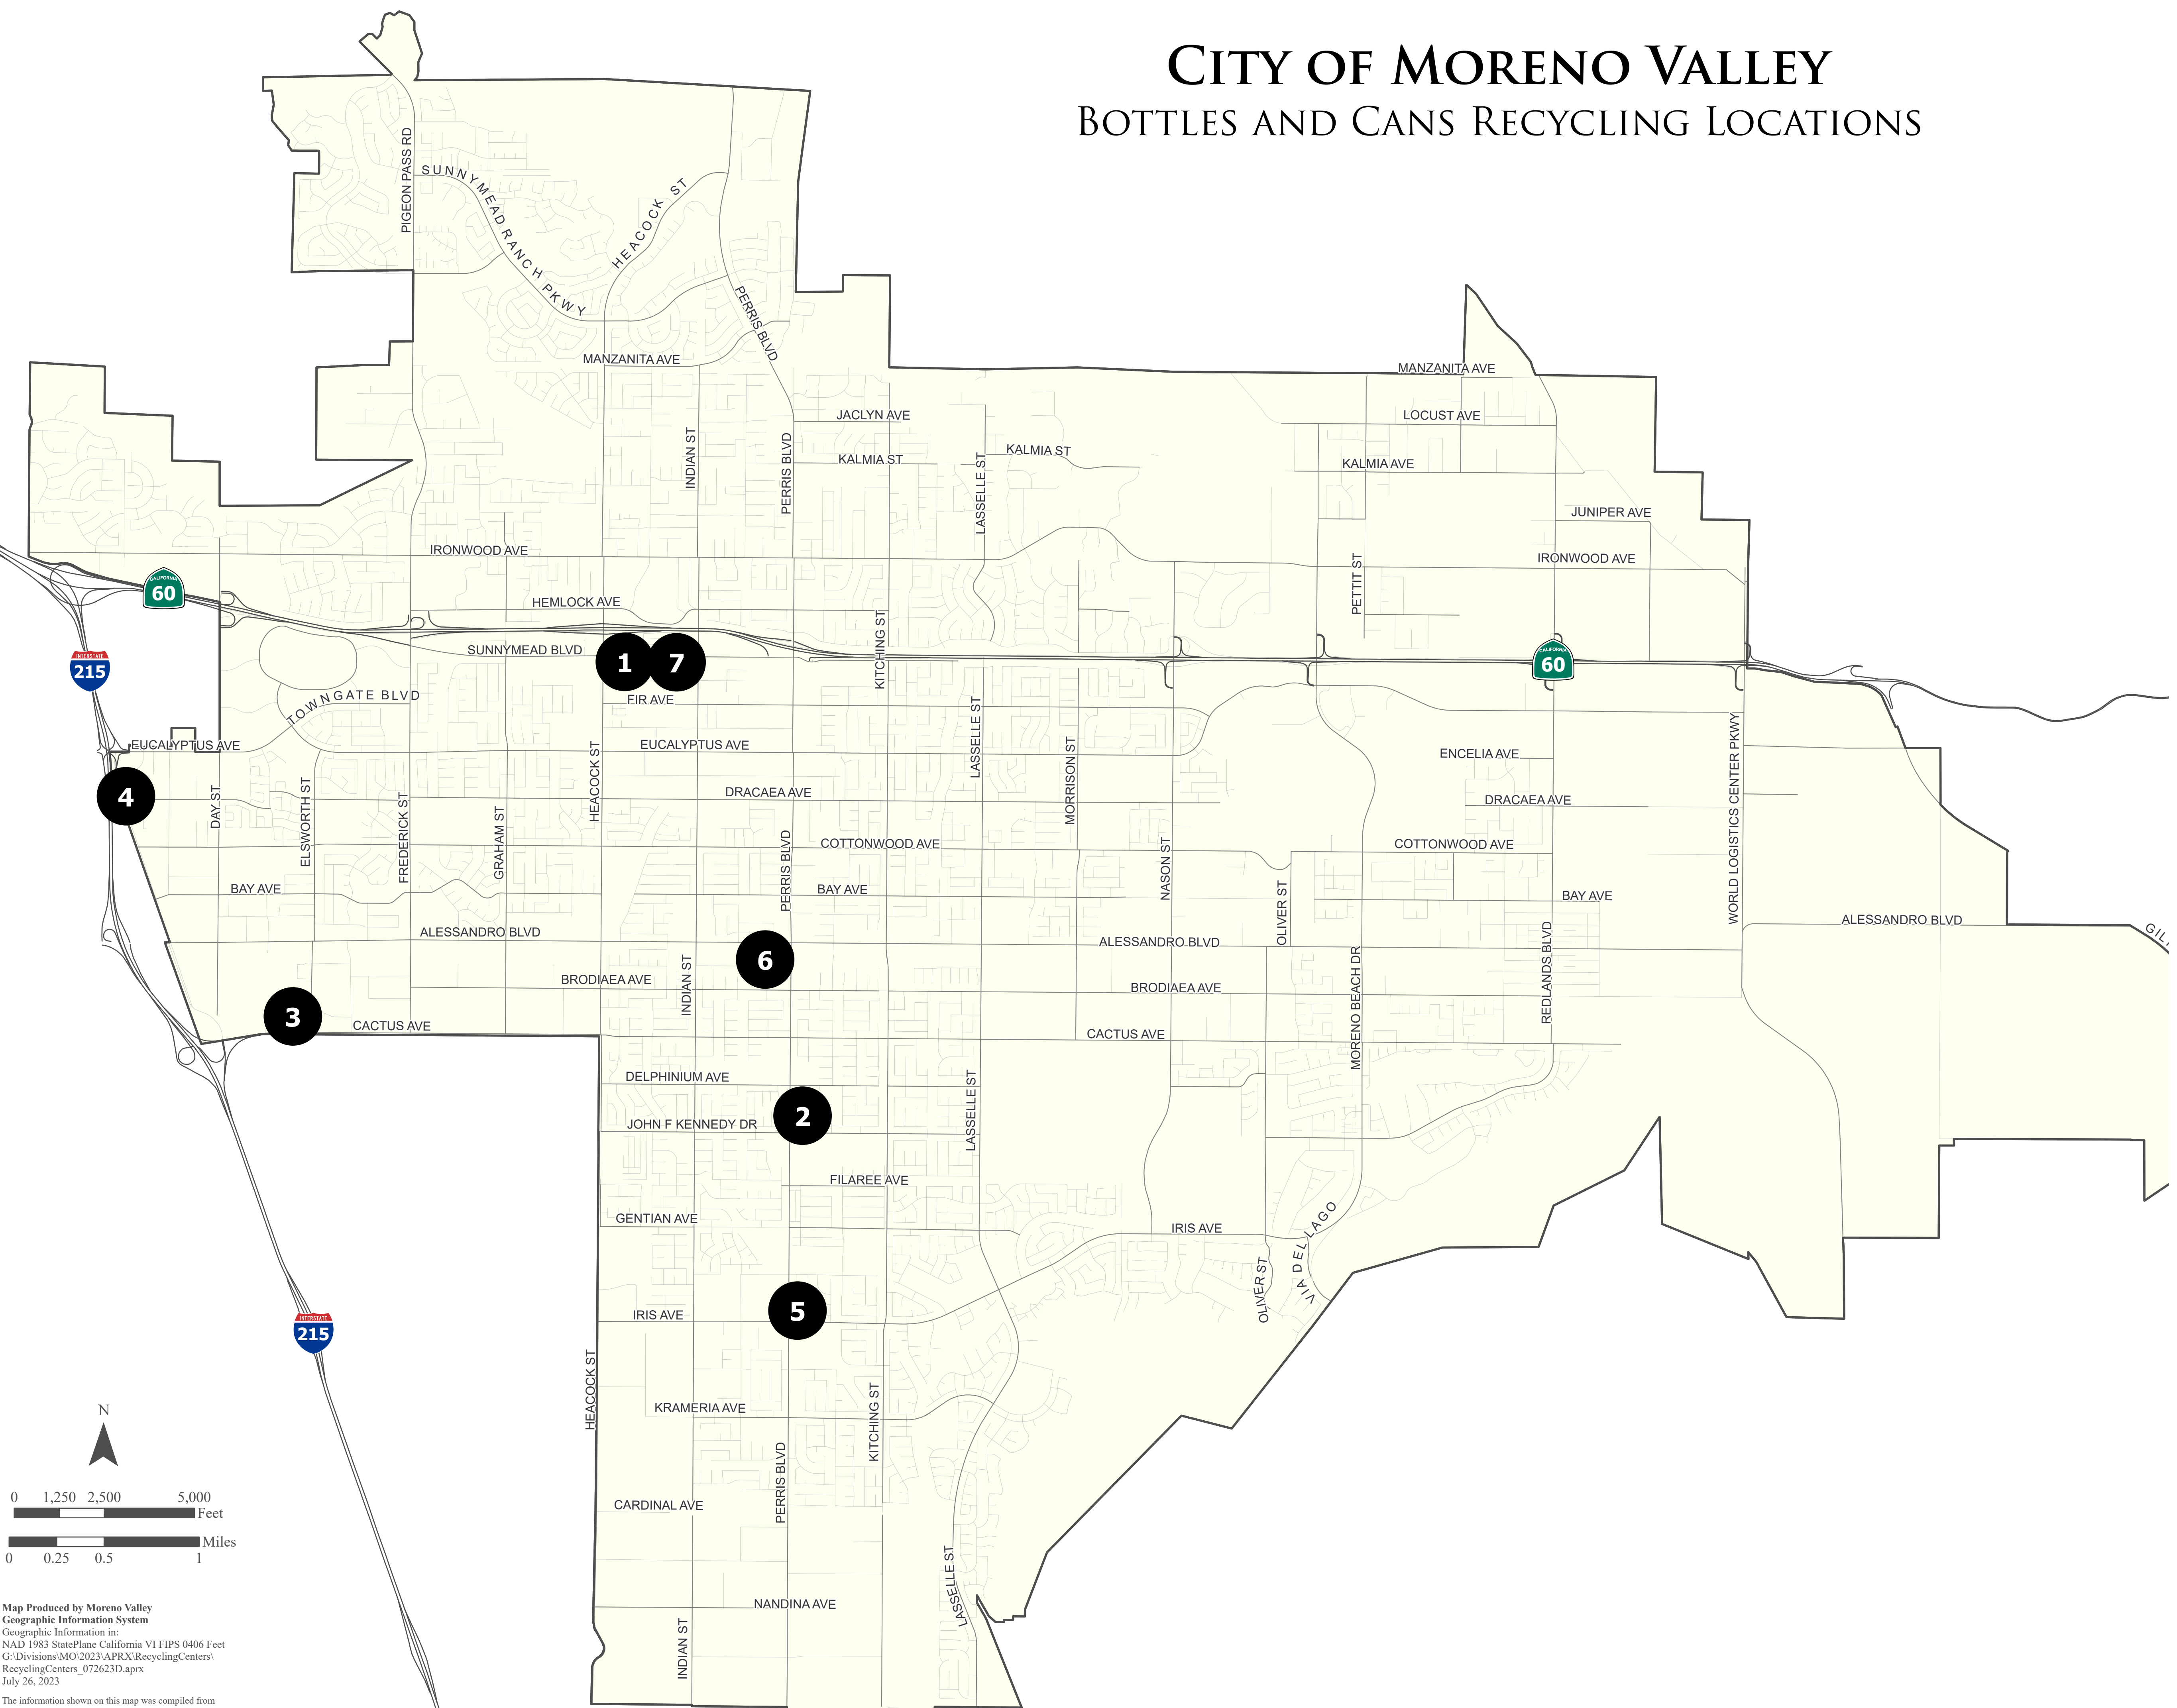 CITY OF MORENO VALLEY
BOTTLES AND CANS RECYCLING LOCATIONS
PIGEON PASS RD
SUNNYMEAD RANCH PKWY
HEACOCK ST
PERRIS BLVD
MANZANITA AVE
MANZANITA AVE
JACLYN AVE
LOCUST AVE
INDIAN ST
PERRIS BLVD
KALMIA ST
LASSELLE ST
KALMIA ST
KALMIA AVE
JUNIPER AVE
IRONWOOD AVE
IRONWOOD AVE
PETTIT ST
CALIFORNIA
60
HEMLOCK AVE
KITCHING ST
INTERSTATE
215
SUNNYMEAD BLVD
1
7
CALIFORNIA
60
TOWNGATE BLVD
FIR AVE
LASSELLE ST
WORLD LOGISTICS CENTER PKWY
EUCALYPTUS AVE
EUCALYPTUS AVE
HEACOCK ST
MORRISON ST
ENCELIA AVE
4
DAY ST
ELSWORTH ST
FREDERICK ST
GRAHAM ST
DRACAEA AVE
DRACAEA AVE
PERRIS BLVD
COTTONWOOD AVE
NASON ST
COTTONWOOD AVE
BAY AVE
BAY AVE
OLIVER ST
BAY AVE
ALESSANDRO BLVD
ALESSANDRO BLVD
ALESSANDRO BLVD
REDLANDS BLVD
6
INDIAN ST
BRODIAEA AVE
BRODIAEA AVE
MORENO BEACH DR
3
CACTUS AVE
CACTUS AVE
DELPHINIUM AVE
LASSELLE ST
2
JOHN F KENNEDY DR
FILAREE AVE
GENTIAN AVE
IRIS AVE
VIA DEL LAGO
OLIVER ST
5
IRIS AVE
INTERSTATE
215
HEACOCK ST
KRAMERIA AVE
KITCHING ST
PERRIS BLVD
CARDINAL AVE
LASSELLE ST
NANDINA AVE
INDIAN ST
N
0 1,250 2,500 5,000
Feet
Miles
0 0.25 0.5 1
Map Produced by Moreno Valley
Geographic Information System
Geographic Information in:
NAD 1983 StatePlane California VI FIPS 0406 Feet
G:\Divisions\MO\2023\APRX\RecyclingCenters\
RecyclingCenters_072623D.aprx
July 26, 2023
The information shown on this map was compiled from